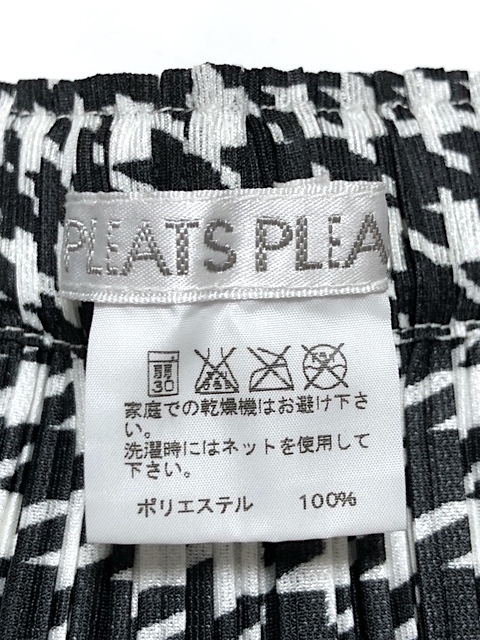 PLEATS PLEA
弱
30
家庭での乾燥機はお避け下さ
い。
洗濯時にはネットを使用して
下さい。
ポリエステル 100%